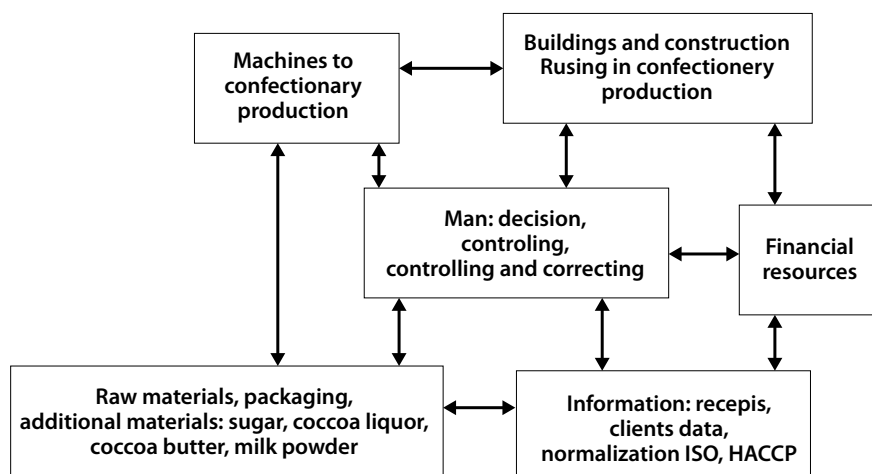 Machines to
confectionary
production
Buildings and construction
Rusing in confectionery
production
Man: decision,
controling,
controlling and correcting
Financial
resources
Raw materials, packaging,
additional materials: sugar, coccoa liquor,
coccoa butter, milk powder
Information: recepis,
clients data,
normalization ISO, HACCP